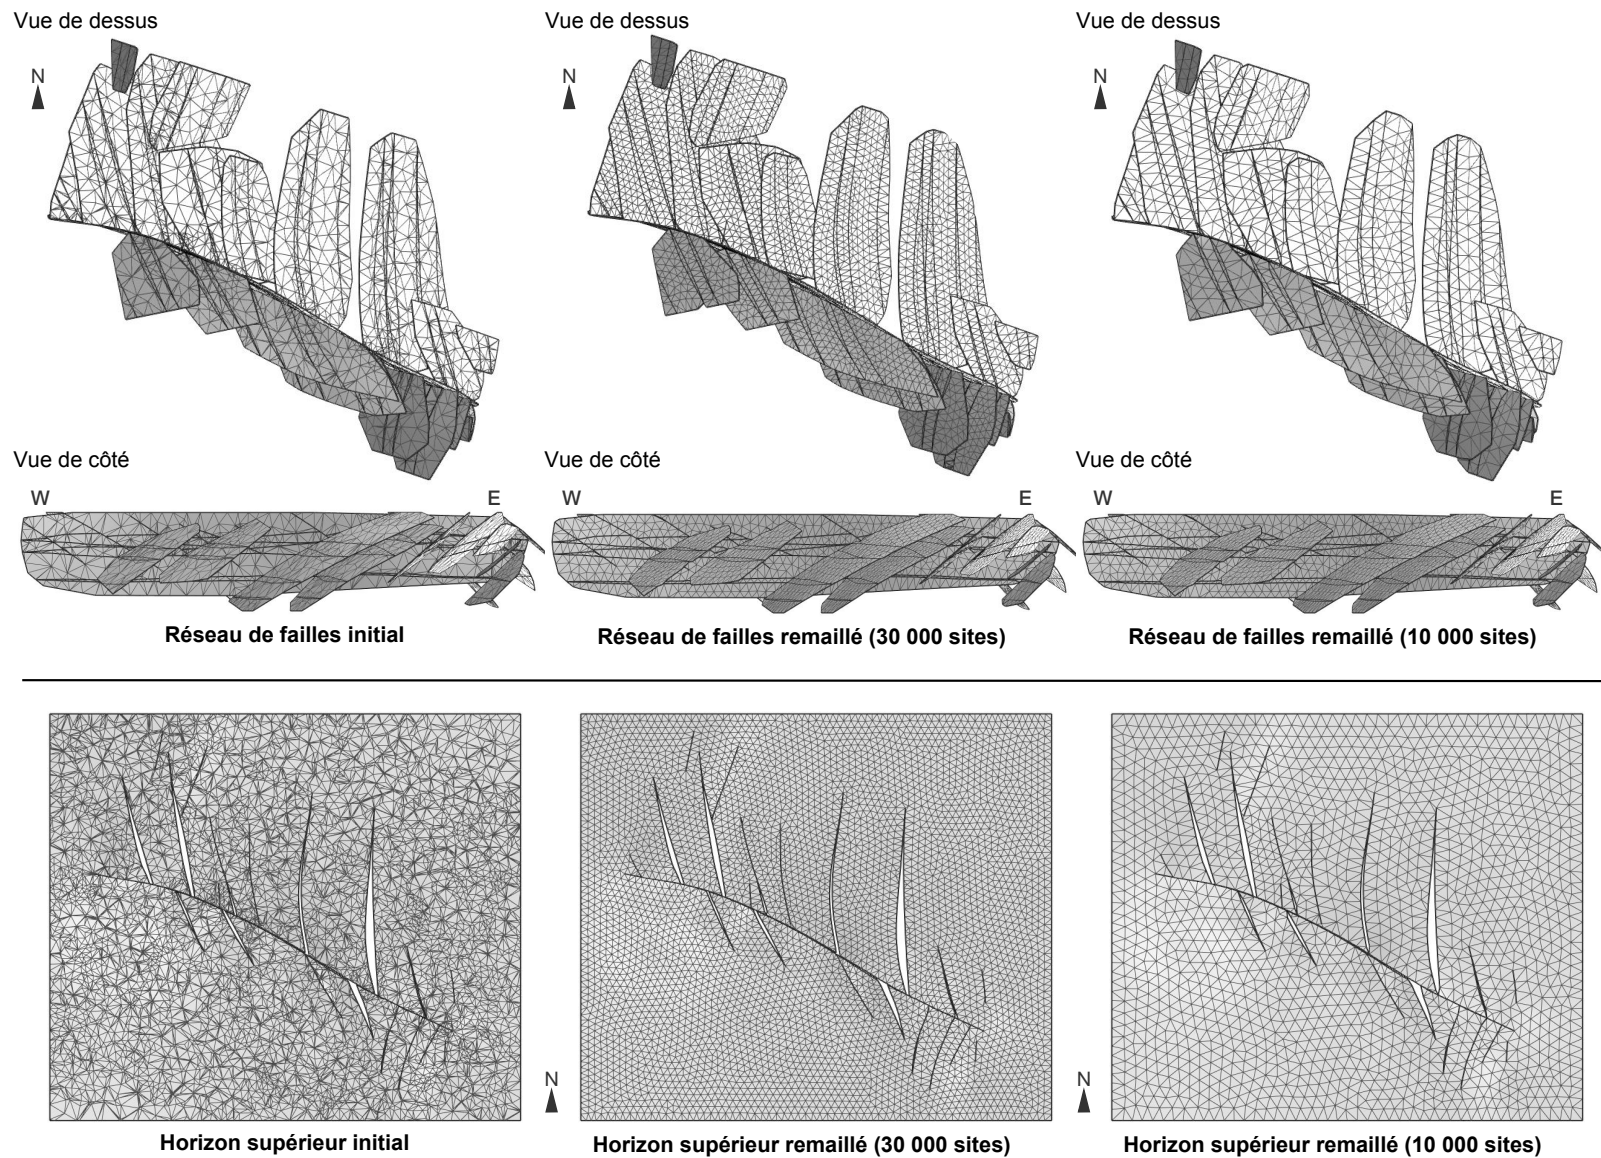 Vue de dessus
Vue de dessus
Vue de dessus
N
N
N
Vue de côté
Vue de côté
Vue de côté
W
E
W
E
W
E
Réseau de failles initial
Réseau de failles remaillé (30 000 sites)
Réseau de failles remaillé (10 000 sites)
N
N
Horizon supérieur initial
Horizon supérieur remaillé (30 000 sites)
Horizon supérieur remaillé (10 000 sites)